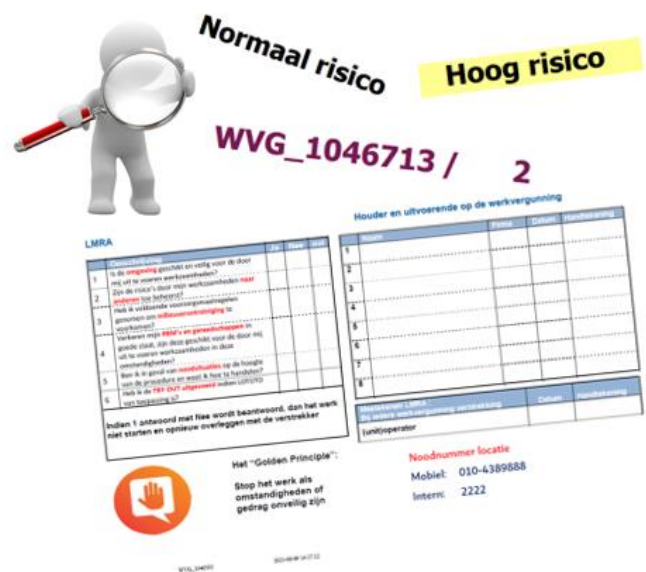 Normaal risico
Hoog risico
WVG_1046713 / 2
LMRA
Omschrijving Ja Nee nvt
1 Is de omgeving geschikt en veilig voor de door
mij uit te voeren werkzaamheden?
2 Zijn de risico's door mijn werkzaamheden naar
anderen toe beheerst?
3 Heb ik voldoende voorzorgsmaatregelen
genomen om milieuverontreiniging te
voorkomen?
4 Verkeren mijn PBM's en gereedschappen in
goede staat, zijn deze geschikt voor de door mij
uit te voeren werkzaamheden in deze
omstandigheden?
5 Ben ik in geval van noodsituaties op de hoogte
van de procedure en weet ik hoe te handelen?
6 Heb ik de TRY OUT uitgevoerd indien LOTOTO
van toepassing is?
Indien 1 antwoord met Nee wordt beantwoord, dan het werk
niet starten en opnieuw overleggen met de verstrekker
Houder en uitvoerende op de werkvergunning
Naam Firma Datum Handtekening
1
2
3
4
5
6
7
8
Meetekenen LMRA
Bij iedere werkvergunning verstrekking. Datum Handtekening
(unit)operator
Het "Golden Principle":
Stop het werk als
omstandigheden of
gedrag onveilig zijn
Noodnummer locatie
Mobiel: 010-4389888
Intern: 2222